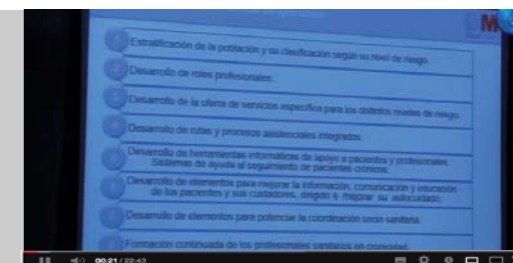 M
1 Estratificación de la población y su clasificación según su nivel de riesgo.
2 Desarrollo de roles profesionales.
3 Desarrollo de la oferta de servicios específica para los distintos niveles de riesgo.
4 Desarrollo de rutas y procesos asistenciales integrados.
Desarrollo de herramientas informáticas de apoyo a pacientes y profesionales.
Sistemas de ayuda al seguimiento de pacientes crónicos.
Desarrollo de elementos para mejorar la información, comunicación y educación
de los pacientes y sus cuidadores, dirigido a mejorar su autocuidado.
Desarrollo de elementos para potenciar la coordinación socio sanitaria.
Formación continuada de los profesionales sanitarios en cronicidad.
00:21 / 22:43